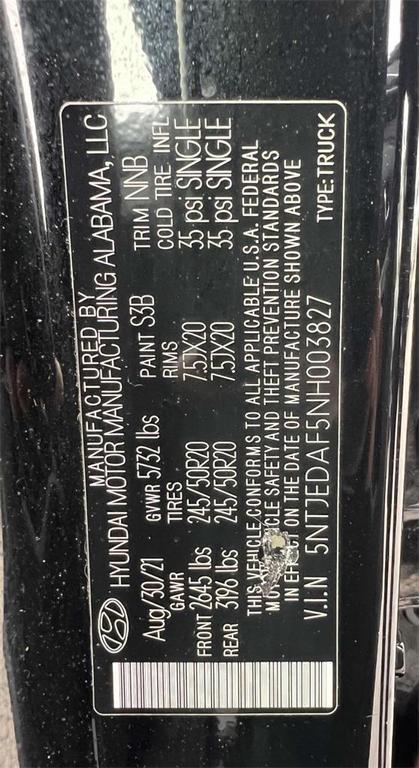 MANUFACTURED BY
HYUNDAI MOTOR MANUFACTURING ALABAMA, LLC
Aug/30/21 GVWR 5732 lbs PAINT S3B TRIM NNB
GAWR TIRES RIMS COLD TIRE. INFL
FRONT 2645 lbs 245/50R20 7.5JX20 35 psi SINGLE
REAR 3196 lbs 245/50R20 7.5JX20 35 psi SINGLE
THIS VEHICLE CONFORMS TO ALL APPLICABLE U.S.A. FEDERAL
VEHICLE SAFETY AND THEFT PREVENTION STANDARDS
IN EFFECT ON THE DATE OF MANUFACTURE SHOWN ABOVE
V.I.N 5NTJEDAF5NH003827 TYPE:TRUCK